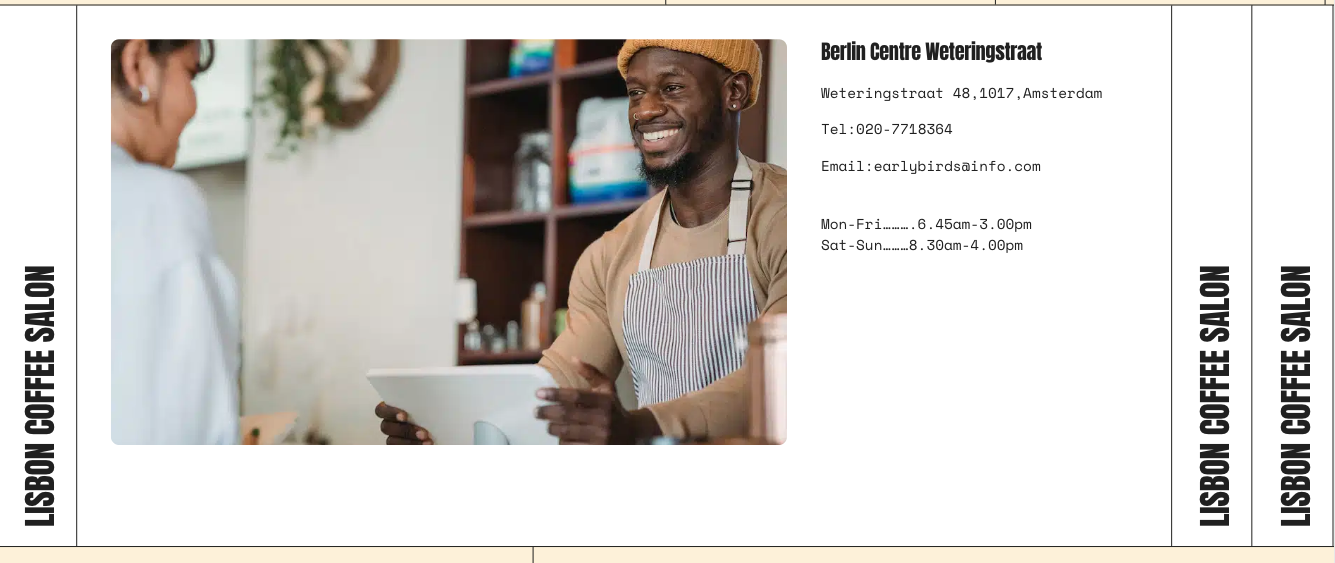 LISBON COFFEE SALON
Berlin Centre Weteringstraat
Weteringstraat 48,1017,Amsterdam
Tel:020-7718364
Email:earlybirds@info.com
Mon-Fri…….6.45am-3.00pm
Sat-Sun………8.30am-4.00pm
LISBON COFFEE SALON
LISBON COFFEE SALON